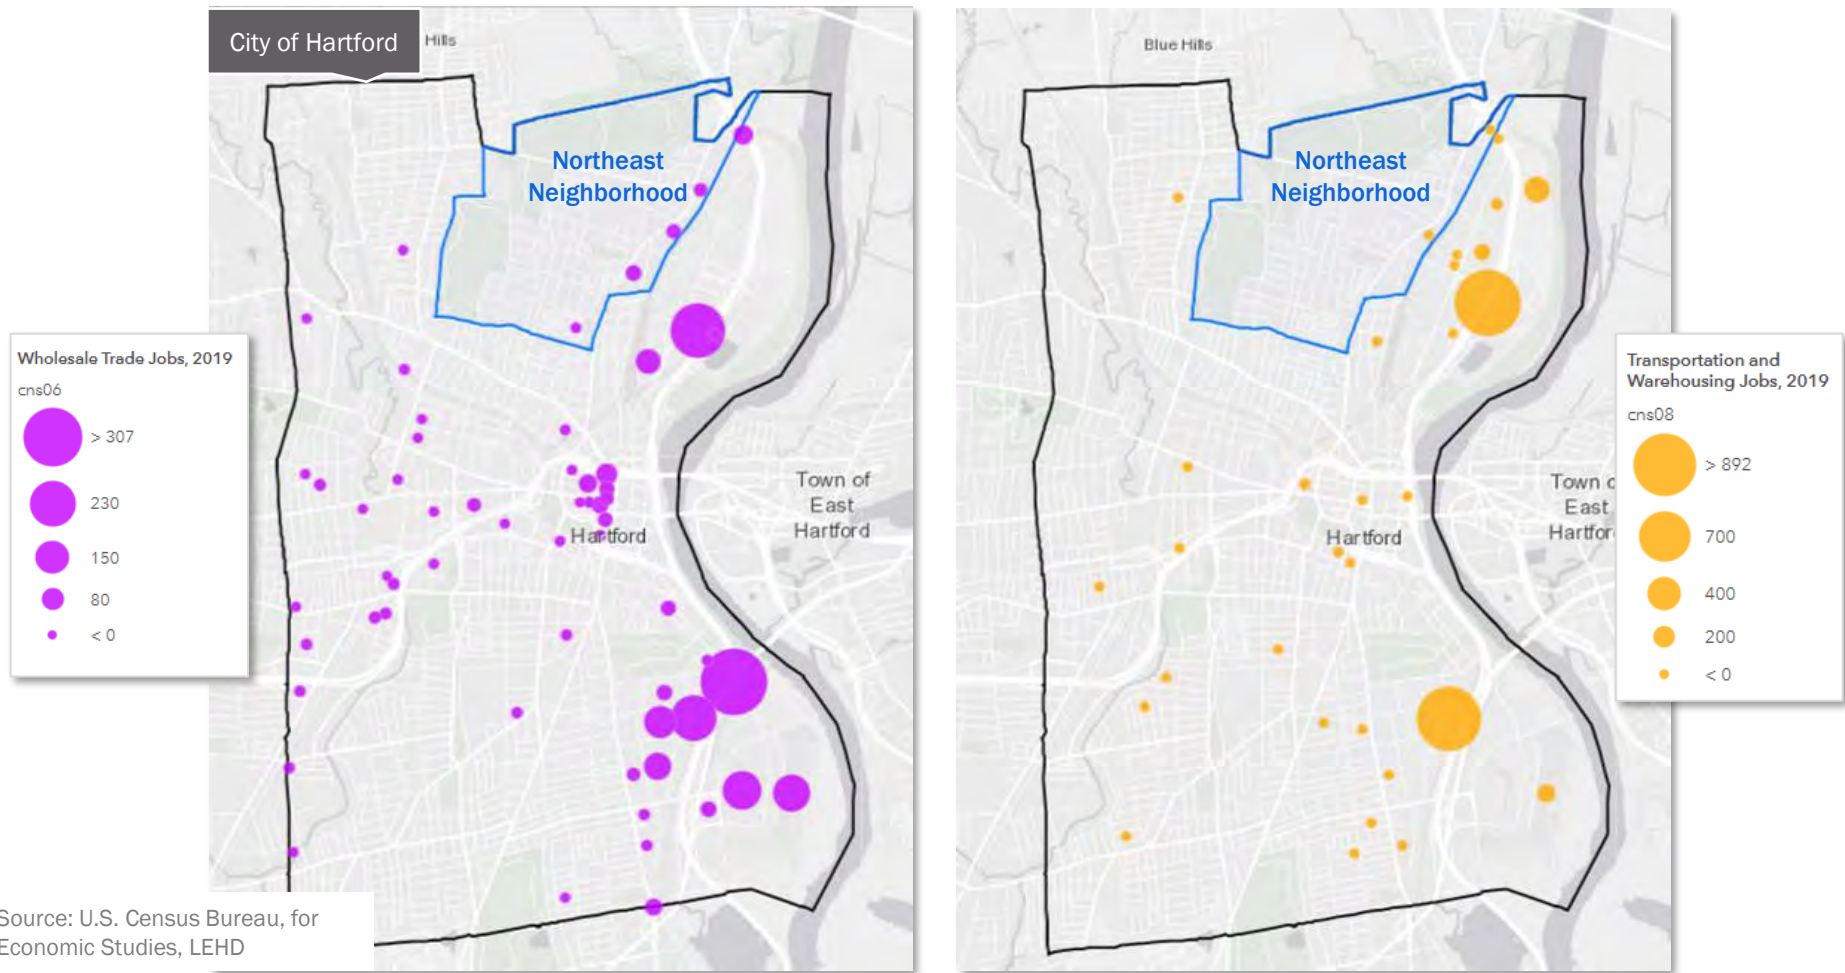 City of Hartford
Hills
Northeast
Neighborhood
Hartford
Town of
East
Hartford
Wholesale Trade Jobs, 2019
cns06
> 307
230
150
80
< 0
Source: U.S. Census Bureau, for
Economic Studies, LEHD
Blue Hills
Northeast
Neighborhood
Hartford
Town
East
Hartfor
Transportation and
Warehousing Jobs, 2019
cns08
> 892
700
400
200
< 0